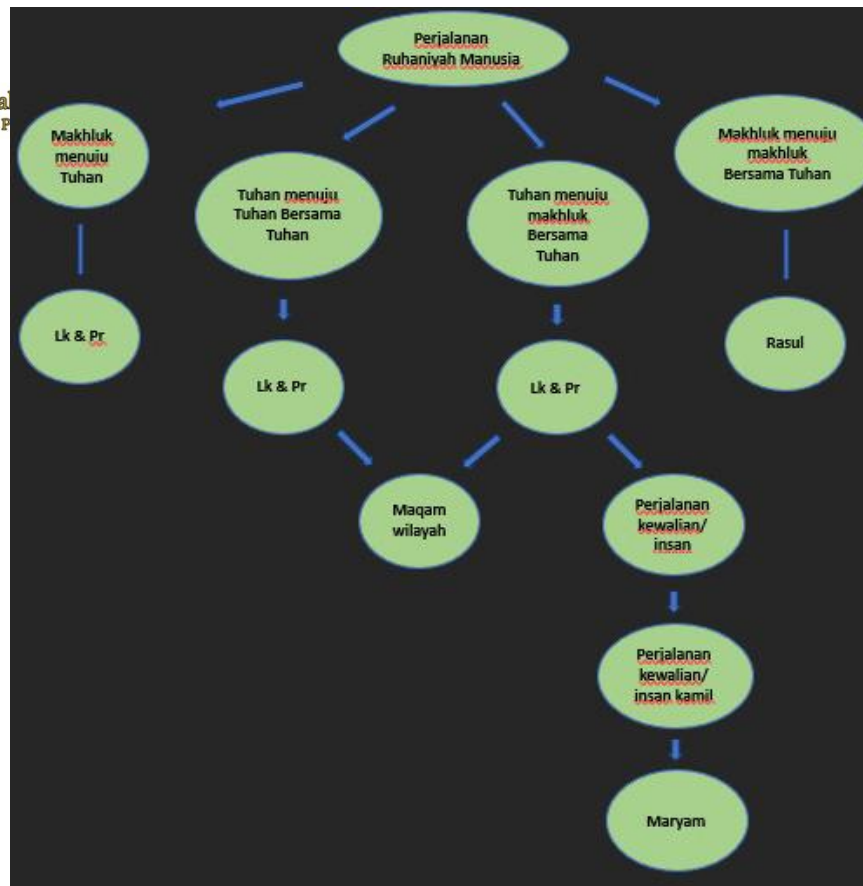 Perjalanan
Ruhaniyah Manusia
Makhluk
menuju
Tuhan
Tuhan menuju
Tuhan Bersama
Tuhan
Tuhan menuju
makhluk
Bersama
Tuhan
Makhluk menuju
makhluk
Bersama Tuhan
Lk & Pr
Lk & Pr
Lk & Pr
Rasul
Maqam
wilayah
Perjalanan
kewalian/
insan
Perjalanan
kewalian/
insan kamil
Maryam